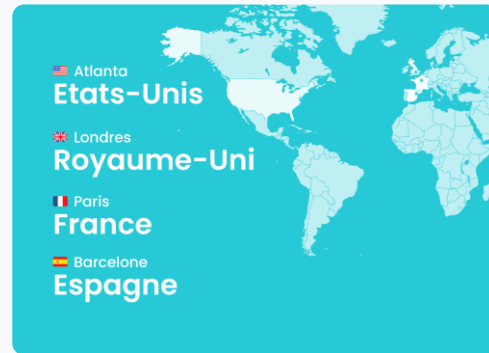 Atlanta
Etats-Unis
Londres
Royaume-Uni
Paris
France
Barcelone
Espagne